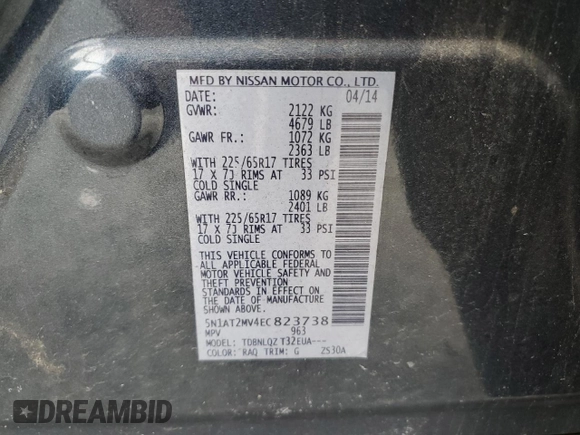 MFD BY NISSAN MOTOR CO., LTD.
DATE: 04/14
GVWR: 2122 KG
4679 LB
GAWR FR.: 1072 KG
2363 LB
WITH 225/65R17 TIRES
17 X 7J RIMS AT 33 PSI
COLD SINGLE
GAWR RR.: 1089 KG
2401 LB
WITH 225/65R17 TIRES
17 X 7J RIMS AT 33 PSI
COLD SINGLE
THIS VEHICLE CONFORMS TO
ALL APPLICABLE FEDERAL
MOTOR VEHICLE SAFETY AND
THEFT PREVENTION
STANDARDS IN EFFECT ON THE
DATE OF MANUFACTURE SHOWN
ABOVE.
5N1AT2MV4EC823738
MPV 963
MODEL: TDBNLQZ T32EUA---
COLOR: RAQ TRIM: G 2S30A
DREAMBID